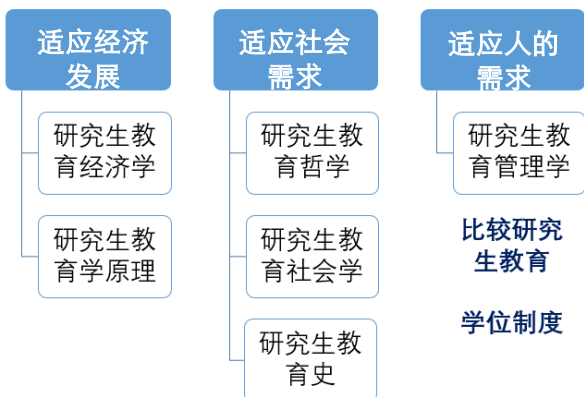 适应经济
发展
研究生教
育经济学
研究生教
育学原理
适应社会
需求
研究生教
育哲学
研究生教
育社会学
研究生教
育史
适应人的
需求
研究生教
育管理学
比较研究
生教育
学位制度